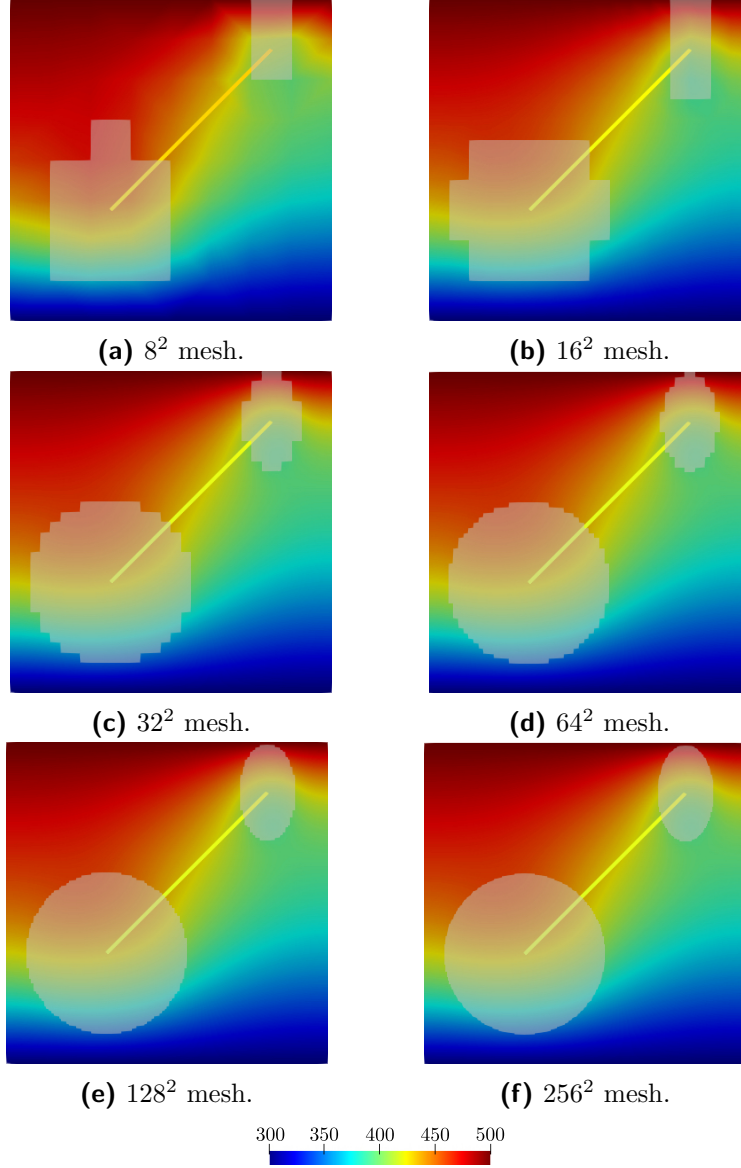 (a) 8² mesh.
(b) 16² mesh.
(c) 32² mesh.
(d) 64² mesh.
(e) 128² mesh.
(f) 256² mesh.
300 350 400 450 500